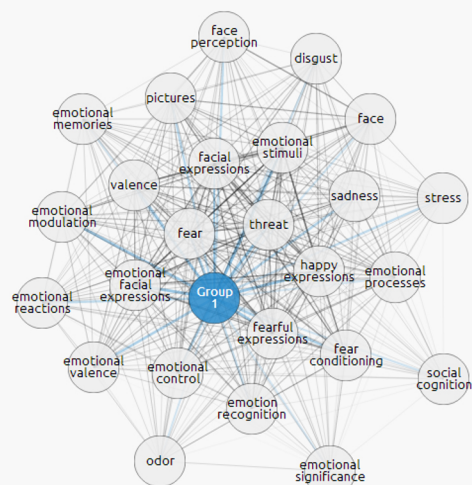 face
perception
disgust
pictures
emotional
memories
face
emotional
stimuli
facial
expressions
valence
sadness
stress
emotional
modulation
fear
threat
happy
expressions
emotional
processes
emotional
facial
expressions
Group
1
emotional
reactions
fearful
expressions
fear
conditioning
emotional
valence
emotional
control
social
cognition
emotion
recognition
odor
emotional
significance